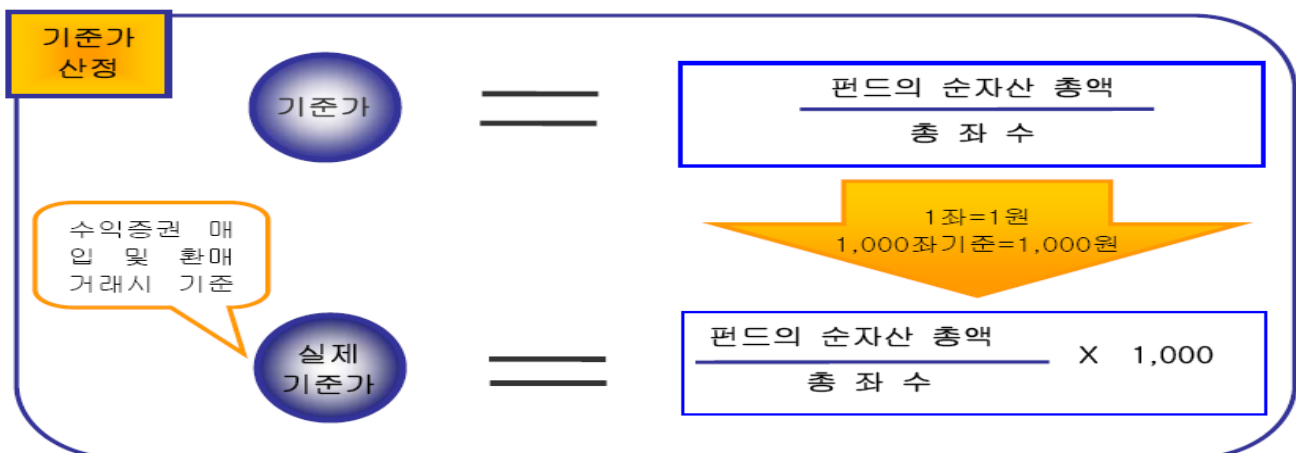 기준가
산정
기준가
펀드의 순자산 총액
총 좌 수
1좌=1원
1,000좌기준=1,000원
수익증권 매
입 및 환매
거래시 기준
실제
기준가
펀드의 순자산 총액
총 좌 수
X 1,000